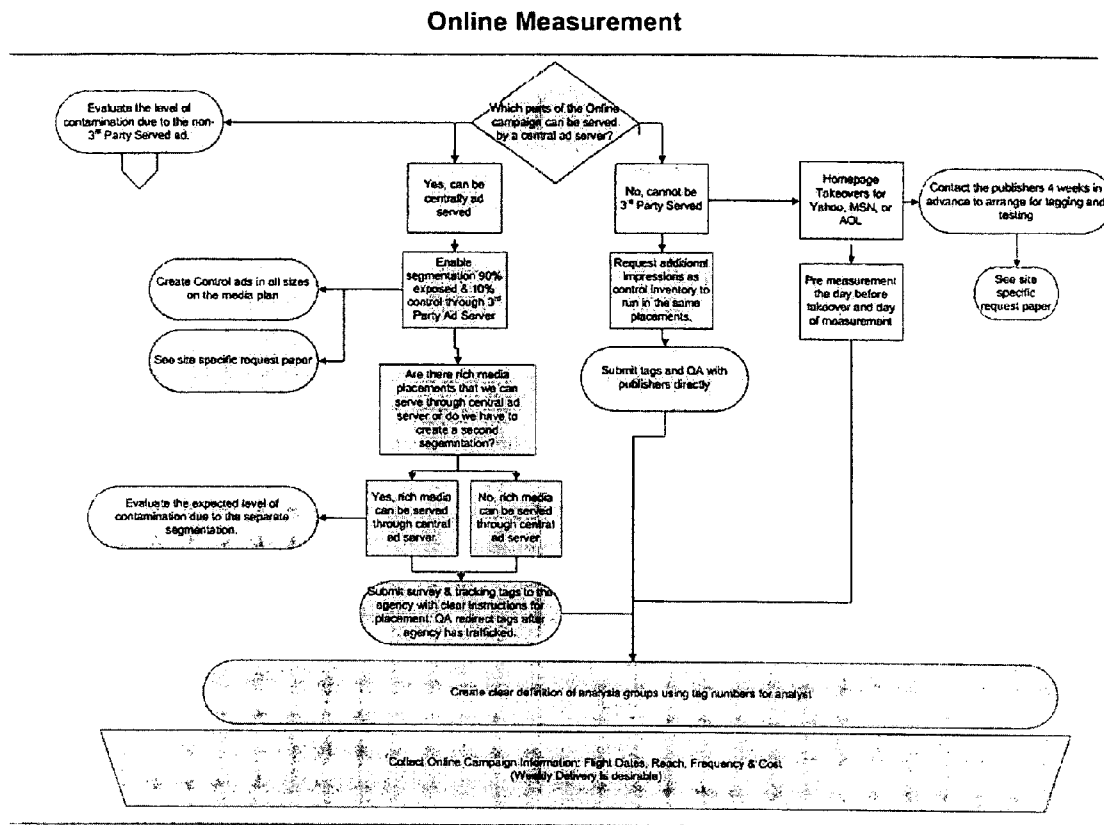 Online Measurement
Which parts of the Online
campaign can be served
by a central ad server?
Evaluate the level of
contamination due to the non-
3rd Party Served ad.
Yes, can be
centrally ad
served
No, cannot be
3rd Party Served
Homepage
Takeovers for
Yahoo, MSN, or
AOL
Contact the publishers 4 weeks in
advance to arrange for tagging and
testing
Create Control ads in all sizes
on the media plan
Enable
segmentation 90%
exposed & 10%
control through 3rd
Party Ad Server
Request additional
impressions as
control inventory to
run in the same
placements.
Pre measurement
the day before
takeover and day
of measurement
See site
specific
request paper
See site specific request paper
Are there rich media
placements that we can
serve through central ad
server or do we have to
create a second
segemntation?
Submit tags and QA with
publishers directly
Evaluate the expected level of
contamination due to the separate
segmentation.
Yes, rich media
can be served
through central
ad server.
No, rich media
can be served
through central
ad server
Submit survey & tracking tags to the
agency with clear instructions for
placement. QA redirect tags after
agency has trafficked.
Create clear definition of analysis groups using tag numbers for analyst
Collect Online Campaign Information: Flight Dates, Reach, Frequency & Cost
(Weekly Delivery is desirable)